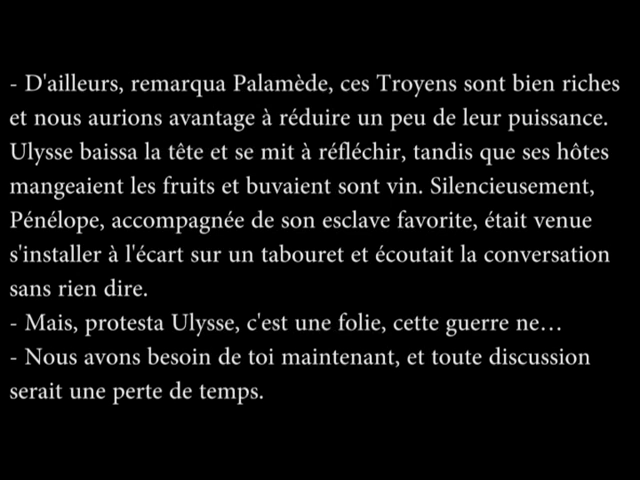 - D'ailleurs, remarqua Palamède, ces Troyens sont bien riches
et nous aurions avantage à réduire un peu de leur puissance.
Ulysse baissa la tête et se mit à réfléchir, tandis que ses hôtes
mangeaient les fruits et buvaient sont vin. Silencieusement,
Pénélope, accompagnée de son esclave favorite, était venue
s'installer à l'écart sur un tabouret et écoutait la conversation
sans rien dire.
- Mais, protesta Ulysse, c'est une folie, cette guerre ne…
- Nous avons besoin de toi maintenant, et toute discussion
serait une perte de temps.